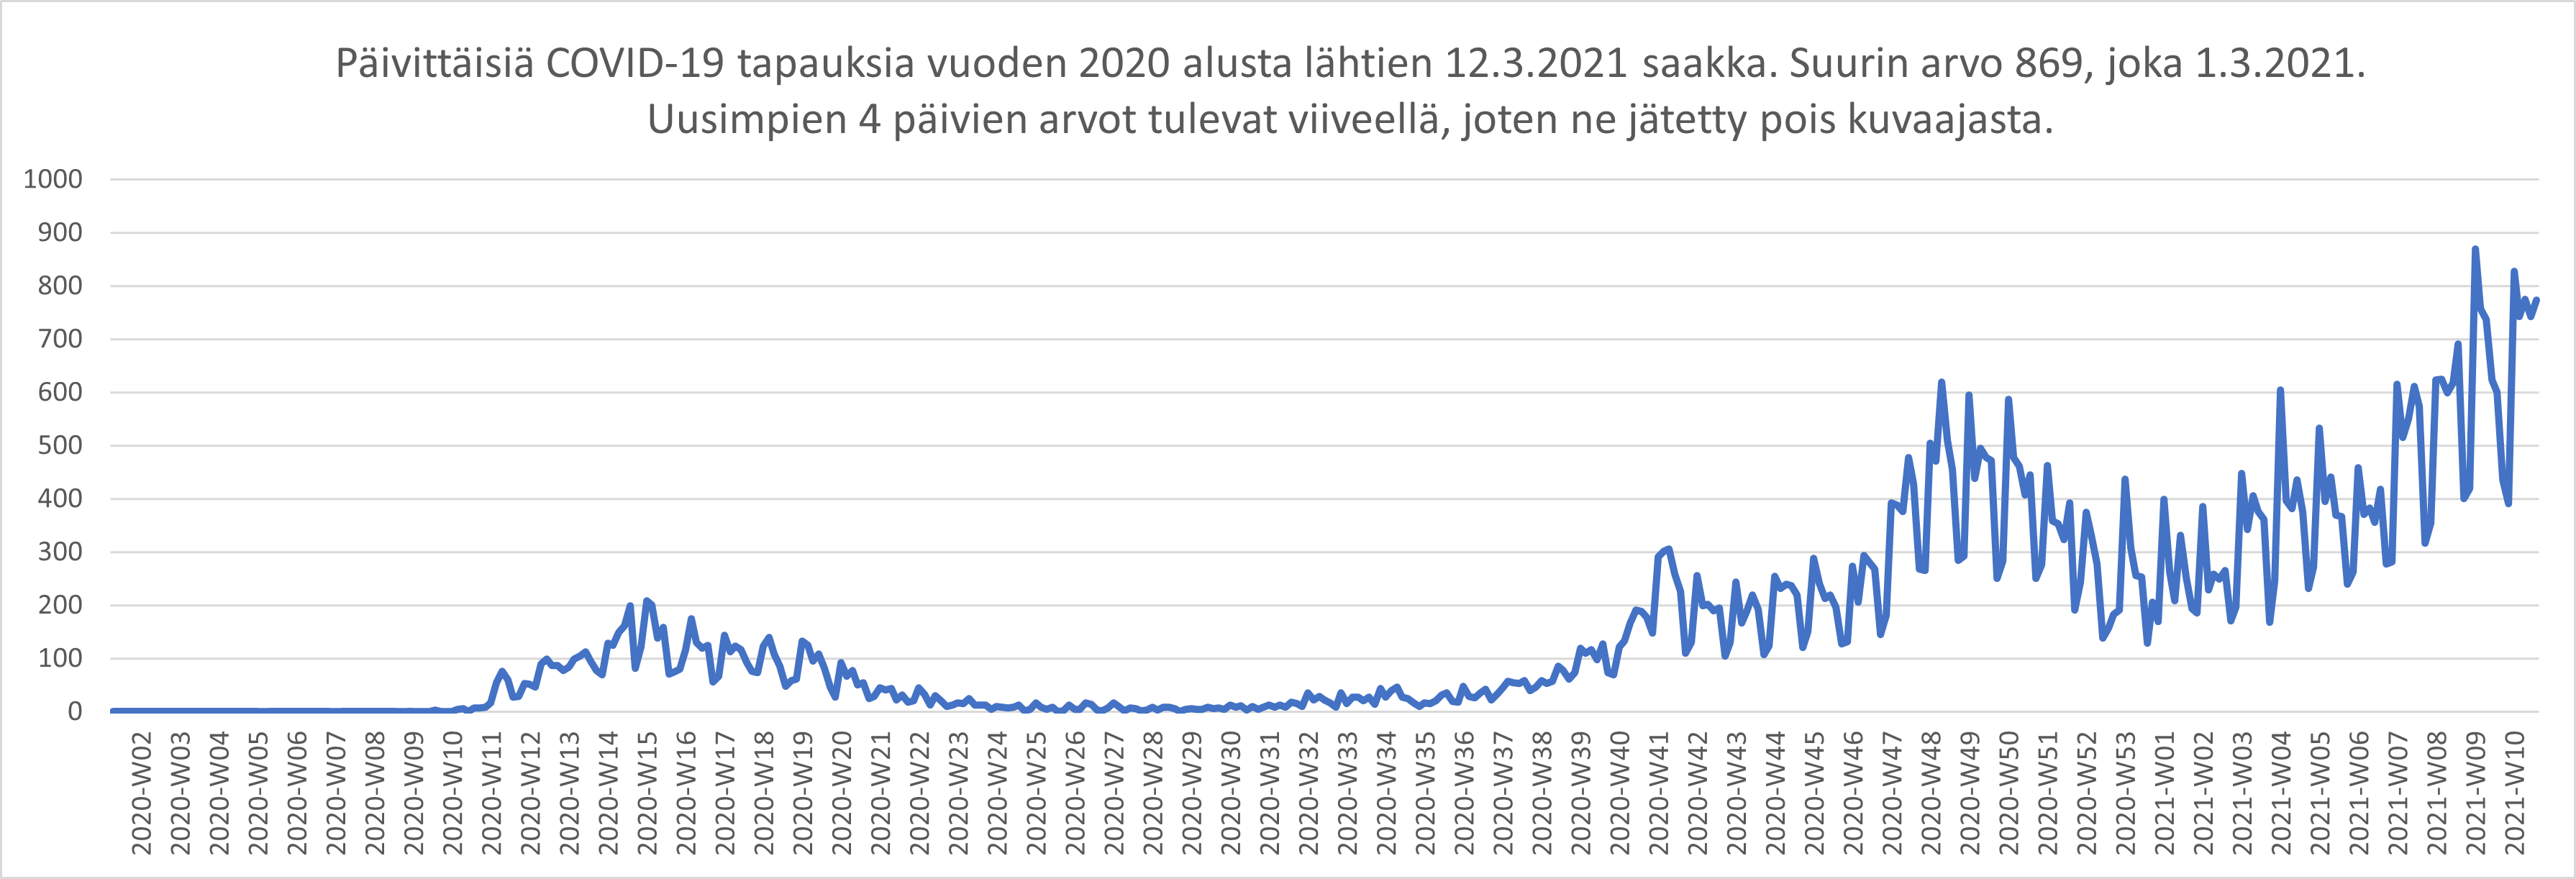 Päivittäisiä COVID-19 tapauksia vuoden 2020 alusta lähtien 12.3.2021 saakka. Suurin arvo 869, joka 1.3.2021.
Uusimpien 4 päivien arvot tulevat viiveellä, joten ne jätetty pois kuvaajasta.
1000
900
800
700
600
500
400
300
200
100
0
2020-W02
2020-W03
2020-W04
2020-W05
2020-W06
2020-W07
2020-W08
2020-W09
2020-W10
2020-W11
2020-W12
2020-W13
2020-W14
2020-W15
2020-W16
2020-W17
2020-W18
2020-W19
2020-W20
2020-W21
2020-W22
2020-W23
2020-W24
2020-W25
2020-W26
2020-W27
2020-W28
2020-W29
2020-W30
2020-W31
2020-W32
2020-W33
2020-W34
2020-W35
2020-W36
2020-W37
2020-W38
2020-W39
2020-W40
2020-W41
2020-W42
2020-W43
2020-W44
2020-W45
2020-W46
2020-W47
2020-W48
2020-W49
2020-W50
2020-W51
2020-W52
2020-W53
2021-W01
2021-W02
2021-W03
2021-W04
2021-W05
2021-W06
2021-W07
2021-W08
2021-W09
2021-W10